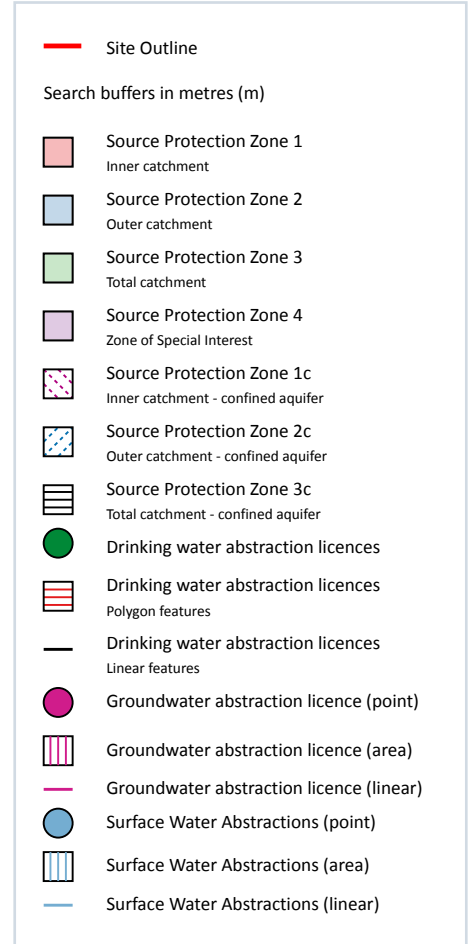 Site Outline
Search buffers in metres (m)
Source Protection Zone 1
Inner catchment
Source Protection Zone 2
Outer catchment
Source Protection Zone 3
Total catchment
Source Protection Zone 4
Zone of Special Interest
Source Protection Zone 1c
Inner catchment - confined aquifer
Source Protection Zone 2c
Outer catchment - confined aquifer
Source Protection Zone 3c
Total catchment - confined aquifer
Drinking water abstraction licences
Drinking water abstraction licences
Polygon features
Drinking water abstraction licences
Linear features
Groundwater abstraction licence (point)
Groundwater abstraction licence (area)
Groundwater abstraction licence (linear)
Surface Water Abstractions (point)
Surface Water Abstractions (area)
Surface Water Abstractions (linear)